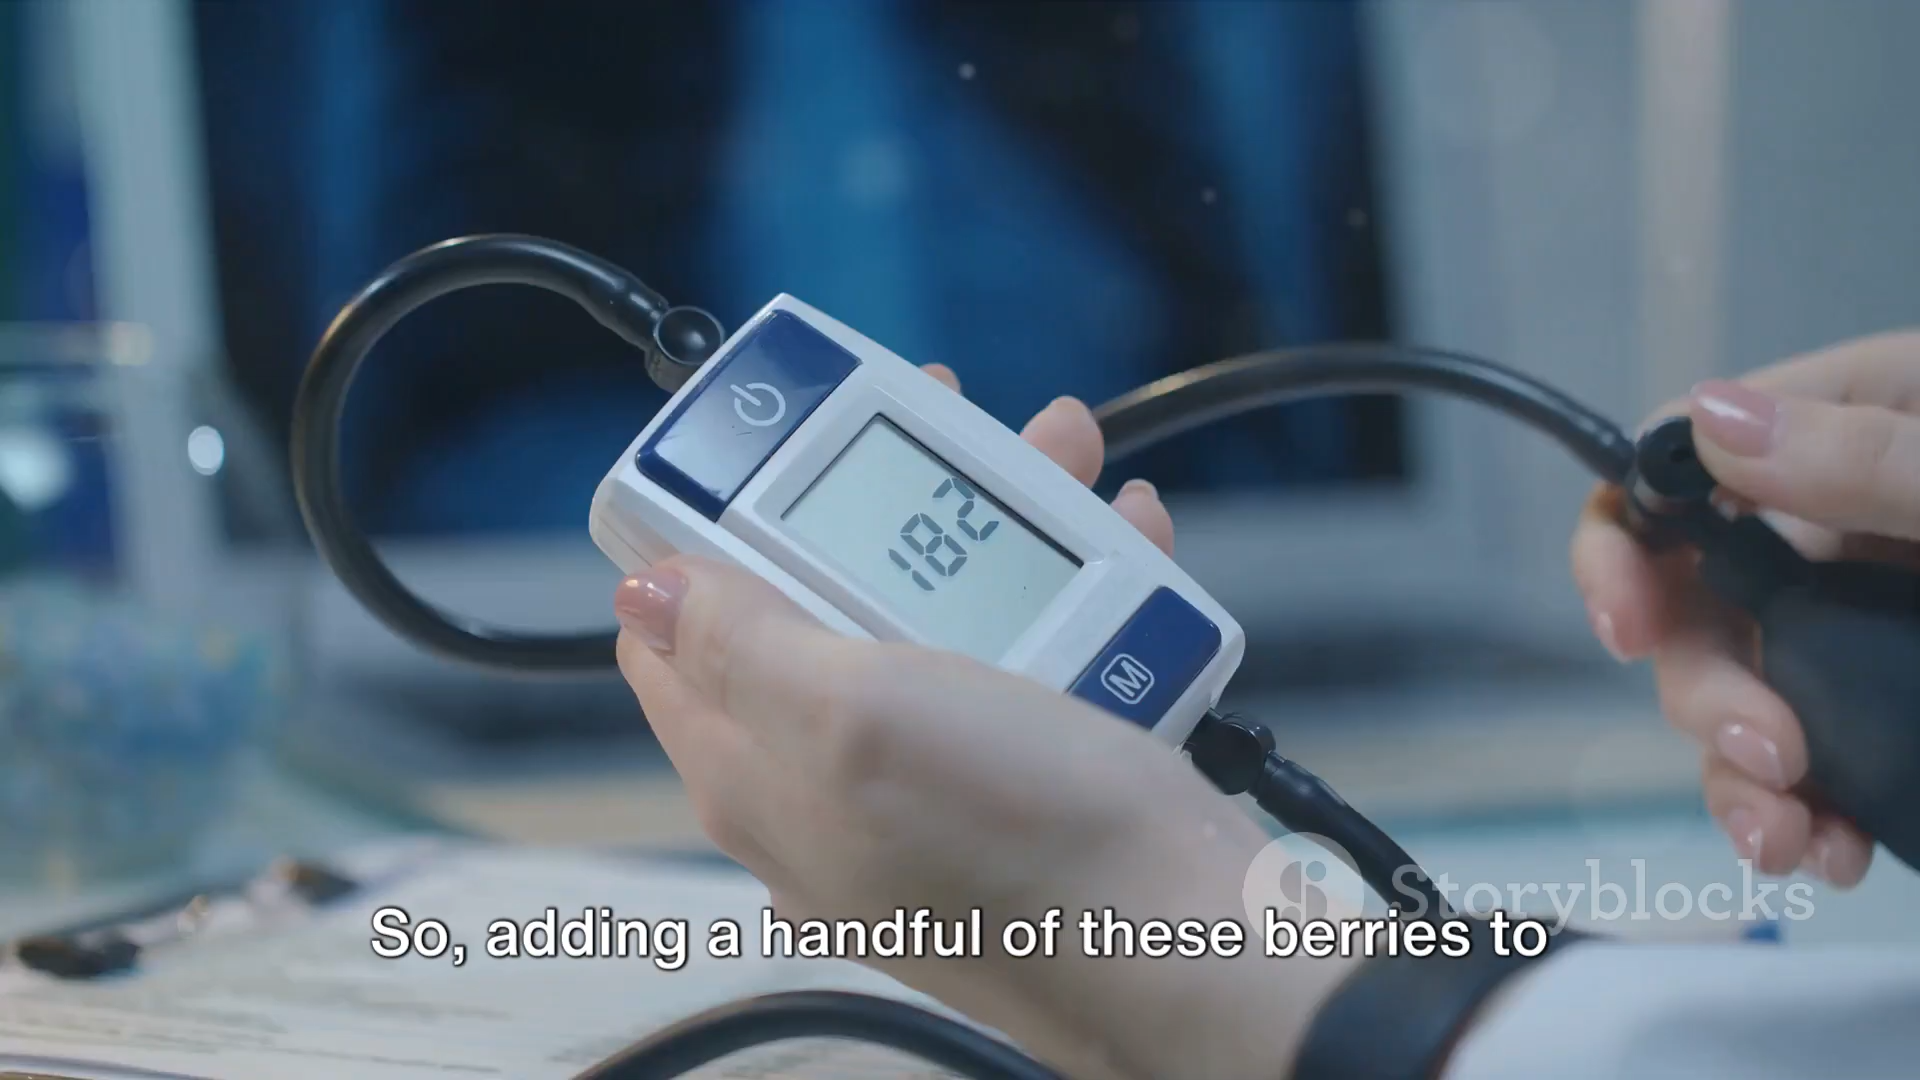 182
M
Storyblocks
So, adding a handful of these berries to